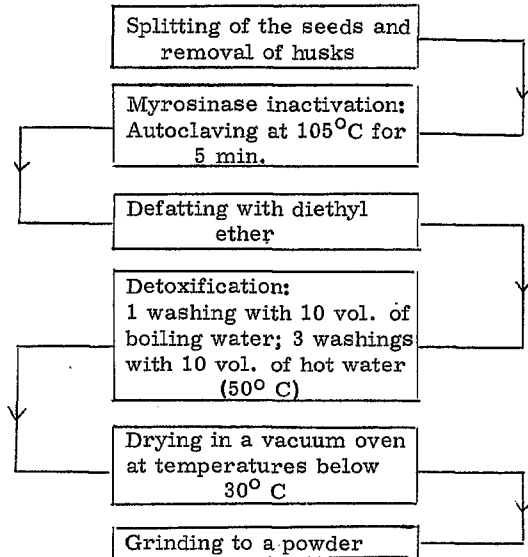 Splitting of the seeds and
removal of husks
Myrosinase inactivation:
Autoclaving at 105°C for
5 min.
Defatting with diethyl
ether
Detoxification:
1 washing with 10 vol. of
boiling water; 3 washings
with 10 vol. of hot water
(50° C)
Drying in a vacuum oven
at temperatures below
30° C
Grinding to a powder